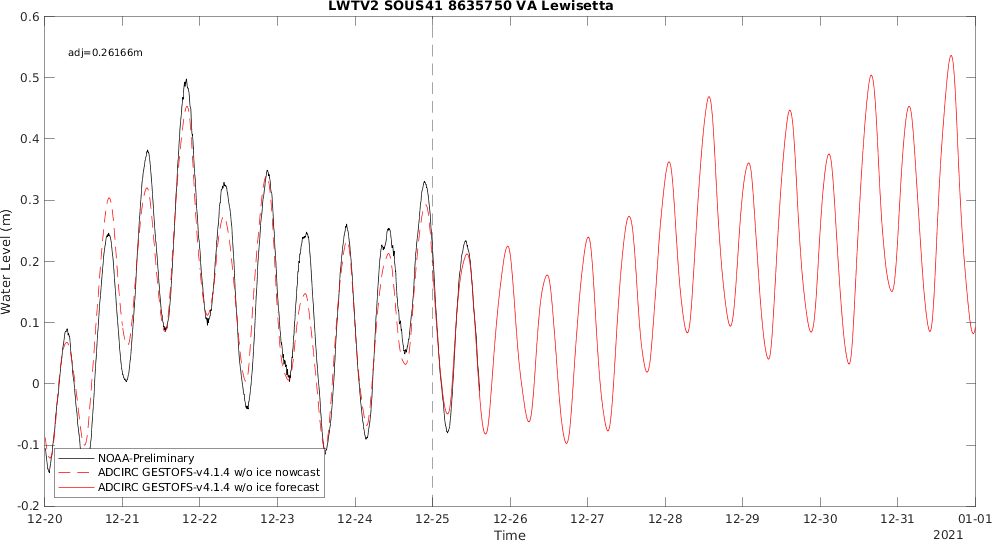 LWTV2 SOUS41 8635750 VA Lewisetta
adj=0.26166m
Water Level (m)
0.6
0.5
0.4
0.3
0.2
0.1
0
-0.1
-0.2
NOAA-Preliminary
ADCIRC GESTOFS-v4.1.4 w/o ice nowcast
ADCIRC GESTOFS-v4.1.4 w/o ice forecast
12-20 12-21 12-22 12-23 12-24 12-25 12-26 12-27 12-28 12-29 12-30 12-31 01-01
Time
2021